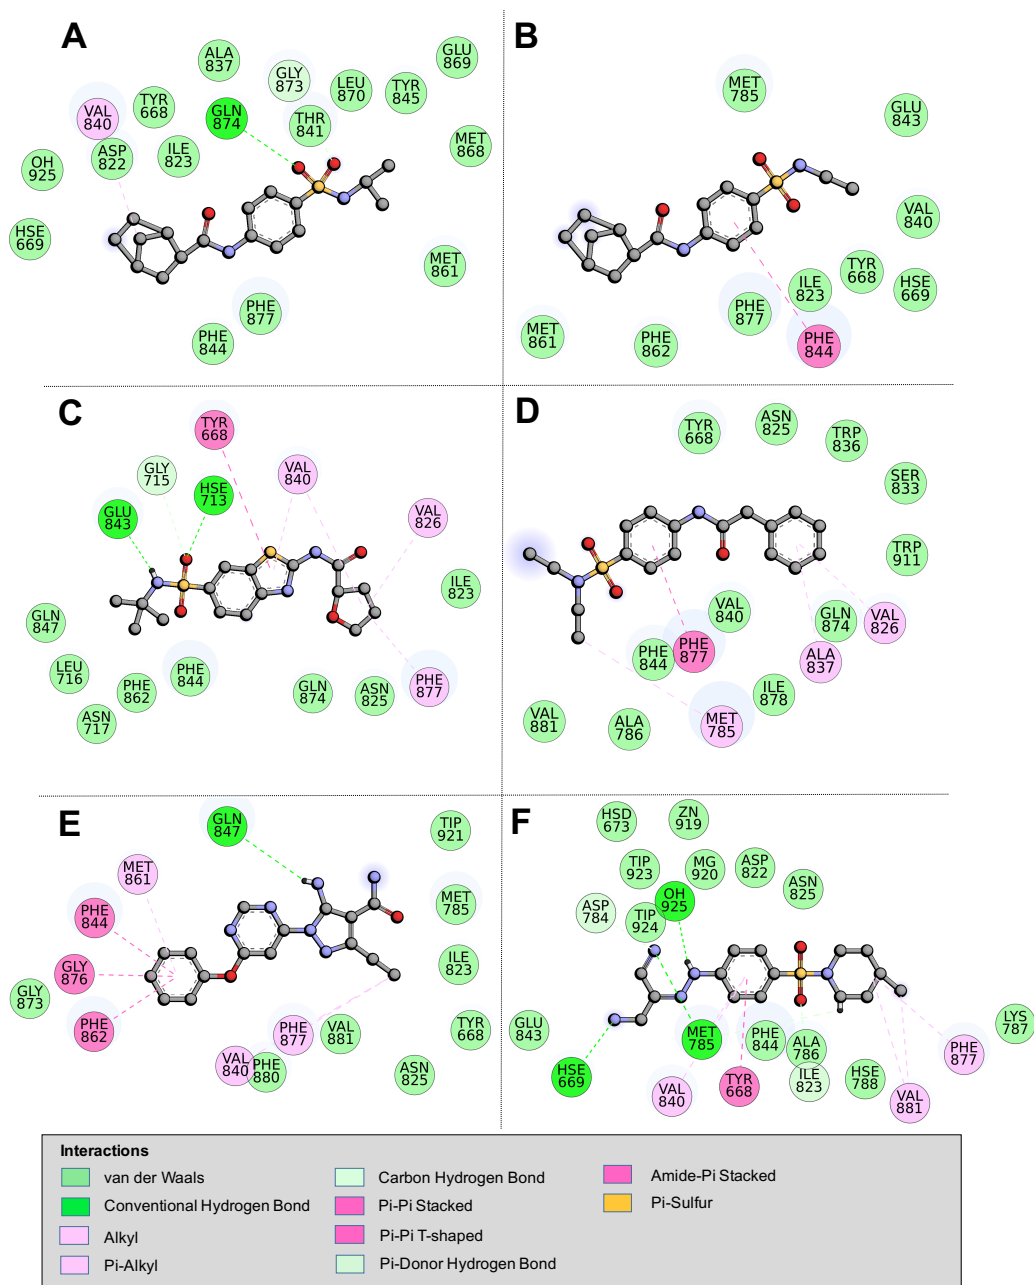 A
ALA
837
GLU
869
GLY
873
LEU
870
TYR
845
VAL
840
TYR
668
GLN
874
THR
841
MET
868
ASP
822
ILE
823
OH
925
HSE
669
MET
861
PHE
877
PHE
844
B
MET
785
GLU
843
VAL
840
TYR
668
HSE
669
ILE
823
PHE
877
MET
861
PHE
862
PHE
844
C
TYR
668
GLY
715
HSE
713
VAL
840
GLU
843
VAL
826
ILE
823
GLN
847
LEU
716
PHE
862
PHE
844
ASN
717
GLN
874
ASN
825
PHE
877
D
TYR
668
ASN
825
TRP
836
SER
833
TRP
911
VAL
840
GLN
874
VAL
826
PHE
844
PHE
877
ALA
837
ILE
878
VAL
881
ALA
786
MET
785
E
GLN
847
TIP
921
MET
861
MET
785
PHE
844
ILE
823
GLY
876
GLY
873
PHE
862
PHE
877
VAL
881
TYR
668
VAL
840
PHE
880
ASN
825
F
HSD
673
ZN
919
TIP
923
MG
920
ASP
822
ASN
825
OH
925
ASP
784
TIP
924
GLU
843
MET
785
PHE
844
ALA
786
LYS
787
PHE
877
HSE
669
VAL
840
TYR
668
ILE
823
HSE
788
VAL
881
Interactions
van der Waals
Conventional Hydrogen Bond
Alkyl
Pi-Alkyl
Carbon Hydrogen Bond
Pi-Pi Stacked
Pi-Pi T-shaped
Pi-Donor Hydrogen Bond
Amide-Pi Stacked
Pi-Sulfur